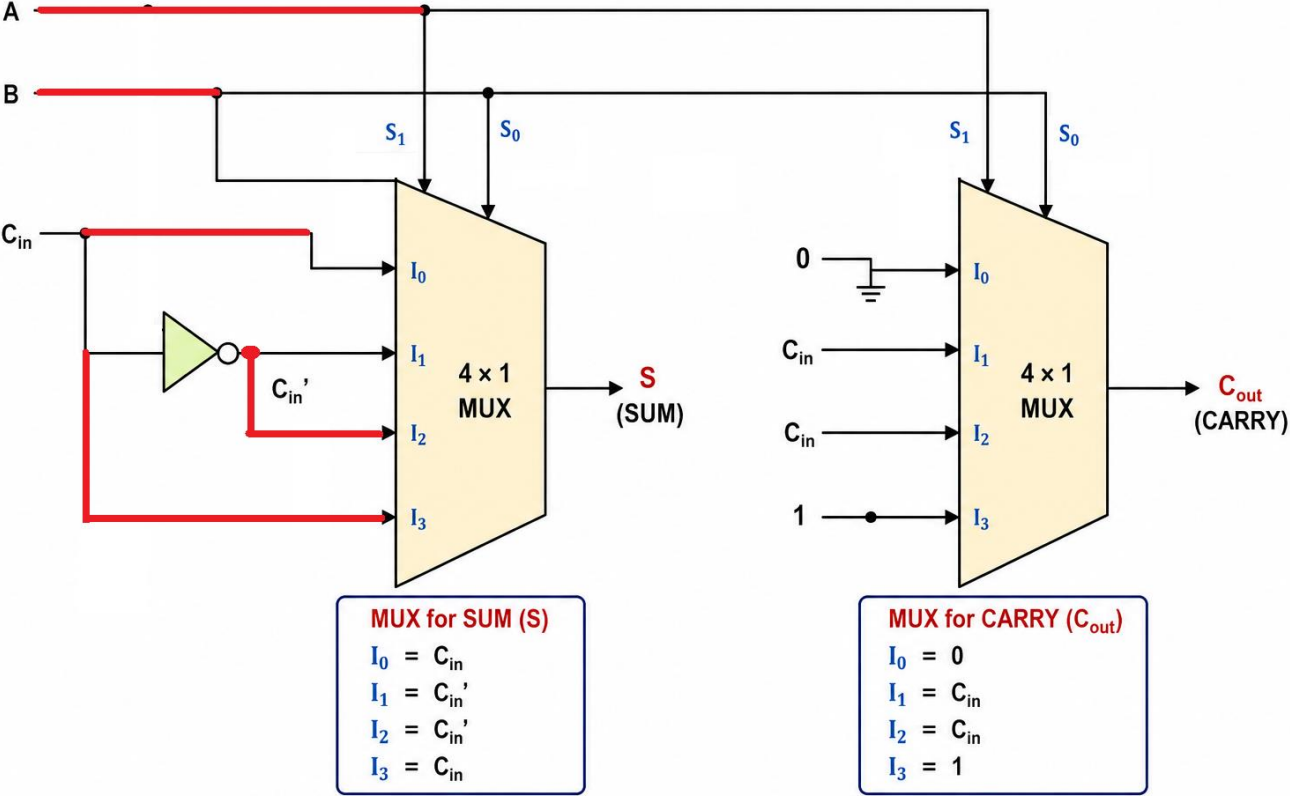 A
B
S₁
S₀
S₁
S₀
Cᵢₙ
I₀
0
I₀
I₁
Cᵢₙ
I₁
Cᵢₙ’
4 × 1
MUX
S
(SUM)
4 × 1
MUX
Cₒᵤₜ
(CARRY)
I₂
Cᵢₙ
I₂
I₃
1
I₃
MUX for SUM (S)
I₀ = Cᵢₙ
I₁ = Cᵢₙ’
I₂ = Cᵢₙ’
I₃ = Cᵢₙ
MUX for CARRY (Cₒᵤₜ)
I₀ = 0
I₁ = Cᵢₙ
I₂ = Cᵢₙ
I₃ = 1